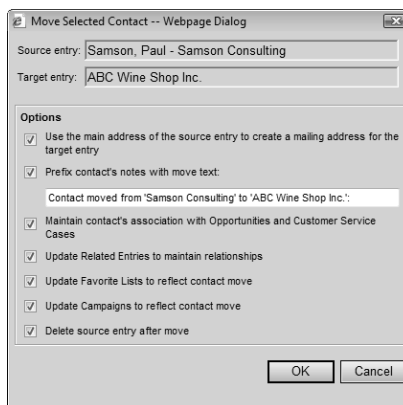 Move Selected Contact -- Webpage Dialog
Source entry: Samson, Paul - Samson Consulting
Target entry: ABC Wine Shop Inc.
Options
Use the main address of the source entry to create a mailing address for the
target entry
Prefix contact's notes with move text:
Contact moved from 'Samson Consulting' to 'ABC Wine Shop Inc.':
Maintain contact's association with Opportunities and Customer Service
Cases
Update Related Entries to maintain relationships
Update Favorite Lists to reflect contact move
Update Campaigns to reflect contact move
Delete source entry after move
OK Cancel